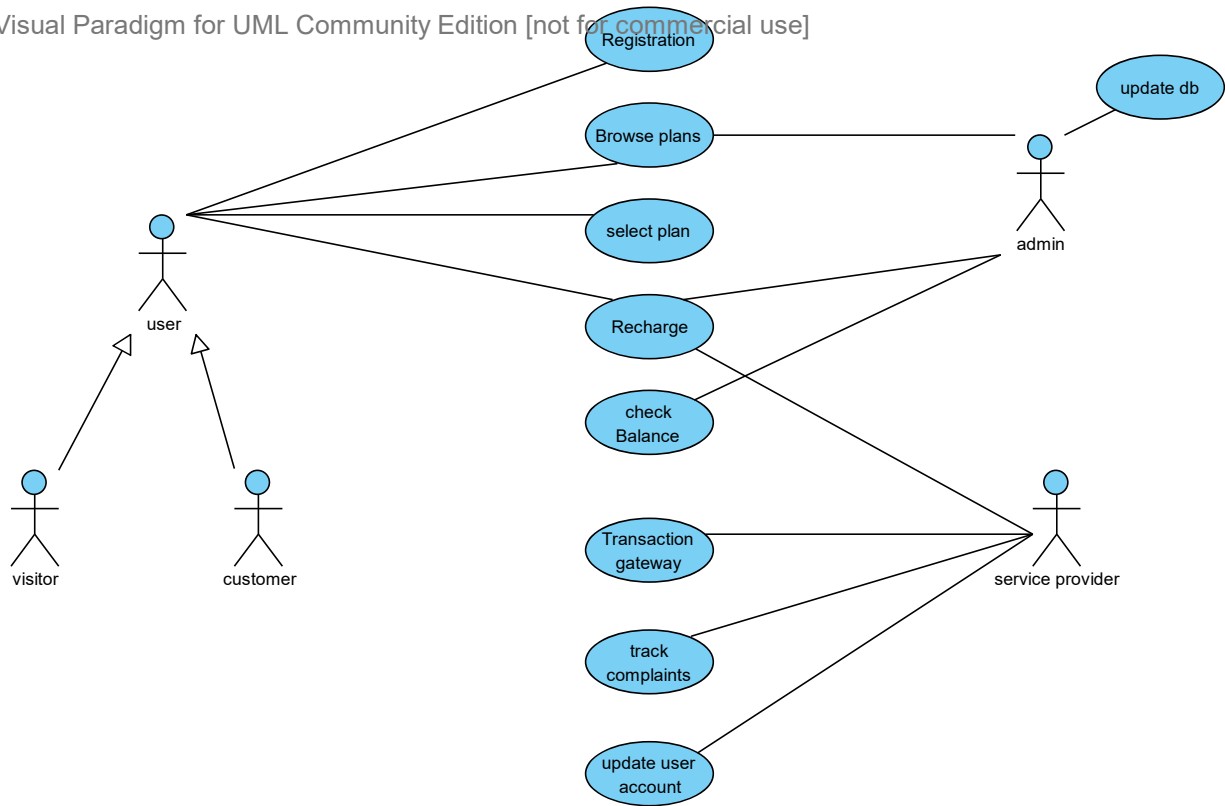 Visual Paradigm for UML Community Edition [not for commercial use]
Registration
update db
Browse plans
select plan
admin
user
Recharge
check
Balance
Transaction
gateway
visitor
customer
service provider
track
complaints
update user
account